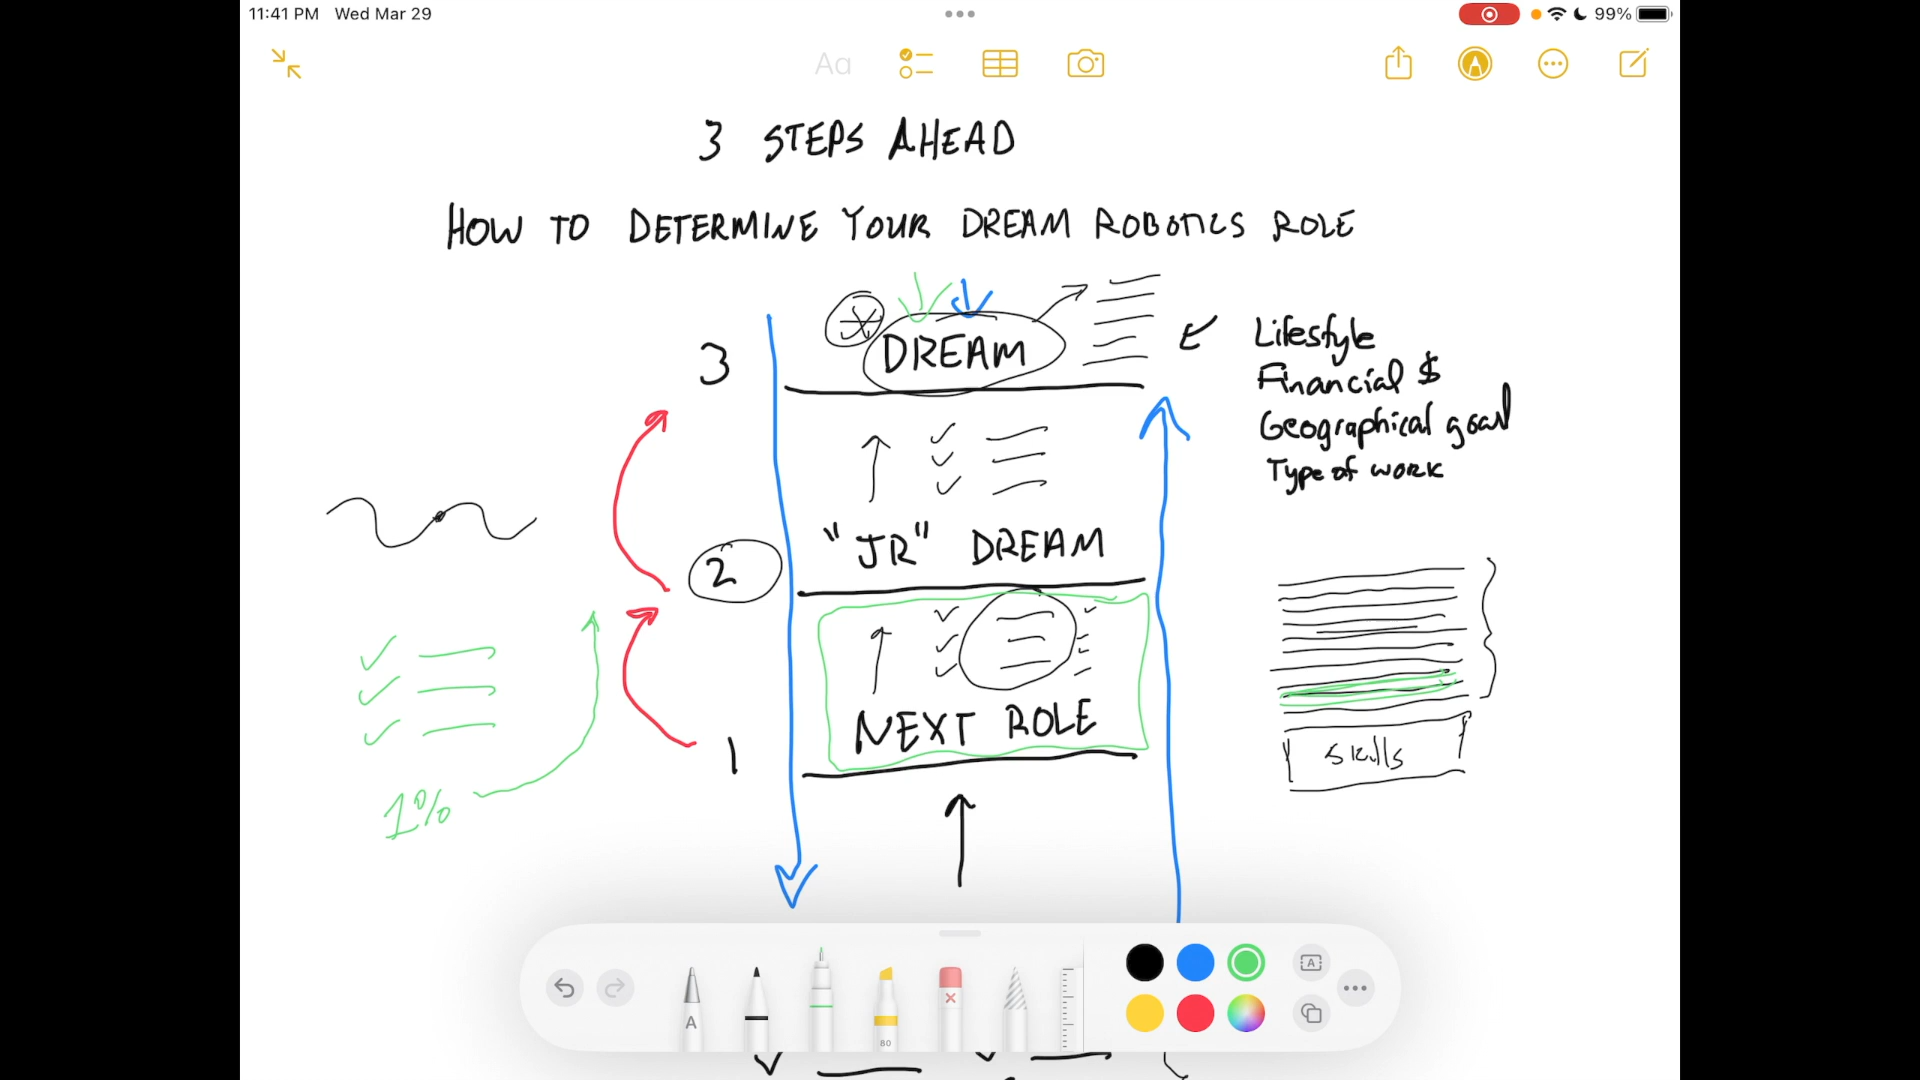 11:41 PM Wed Mar 29
99%
Aa
3 STEPS AHEAD
HOW TO DETERMINE YOUR DREAM ROBOTICS ROLE
3
DREAM
Lifestyle
Financial $
Geographical goal
Type of work
2
"JR" DREAM
1
NEXT ROLE
1%
Skills
A
80
A